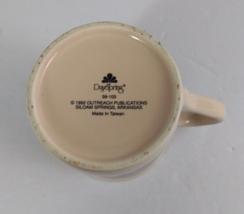 DaySpring®
99-100
© 1992 OUTREACH PUBLICATIONS
SILOAM SPRINGS, ARKANSAS
Made in Taiwan